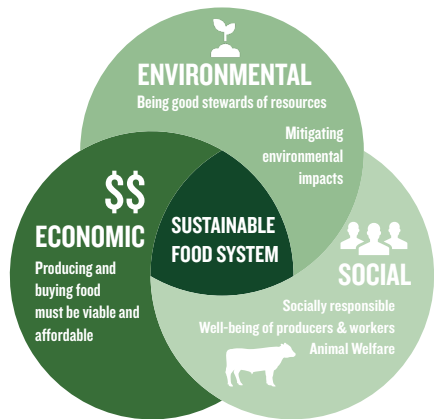 ENVIRONMENTAL
Being good stewards of resources
Mitigating
environmental
impacts
$$
ECONOMIC
Producing and
buying food
must be viable and
affordable
SUSTAINABLE
FOOD SYSTEM
SOCIAL
Socially responsible
Well-being of producers & workers
Animal Welfare